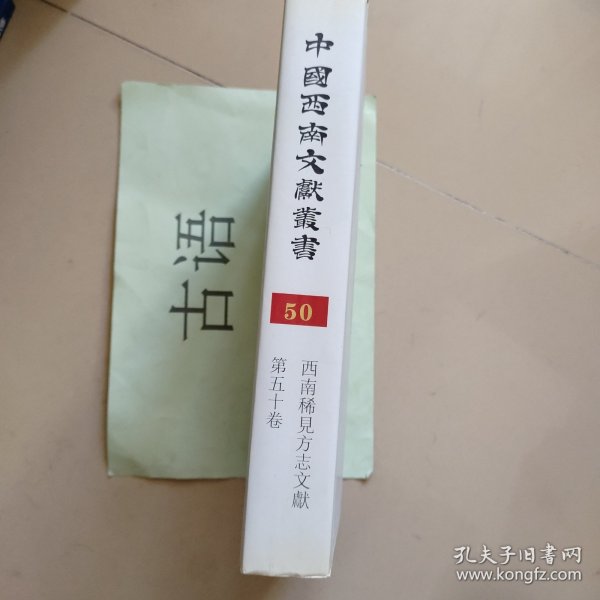 中國西南文獻叢書
50
西南稀見方志文獻
第五十卷
古语
孔夫子旧书网
www.kongfz.com